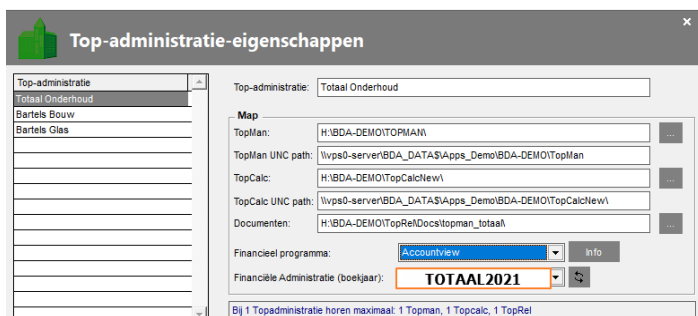 Top-administratie-eigenschappen
Top-administratie
Totaal Onderhoud
Bartels Bouw
Bartels Glas
Top-administratie: Totaal Onderhoud
Map
TopMan: H:\BDA-DEMO\TOPMAN\ ...
TopMan UNC path: \\vps0-server\BDA_DATA$\Apps_Demo\BDA-DEMO\TopMan
TopCalc: H:\BDA-DEMO\TopCalcNew\ ...
TopCalc UNC path: \\vps0-server\BDA_DATA$\Apps_Demo\BDA-DEMO\TopCalcNew\
Documenten: H:\BDA-DEMO\TopRel\Docs\topman_totaal\ ...
Financieel programma: Accountview Info
Financiële Administratie (boekjaar): TOTAAL2021
Bij 1 Topadministratie horen maximaal: 1 Topman, 1 Topcalc, 1 TopRel